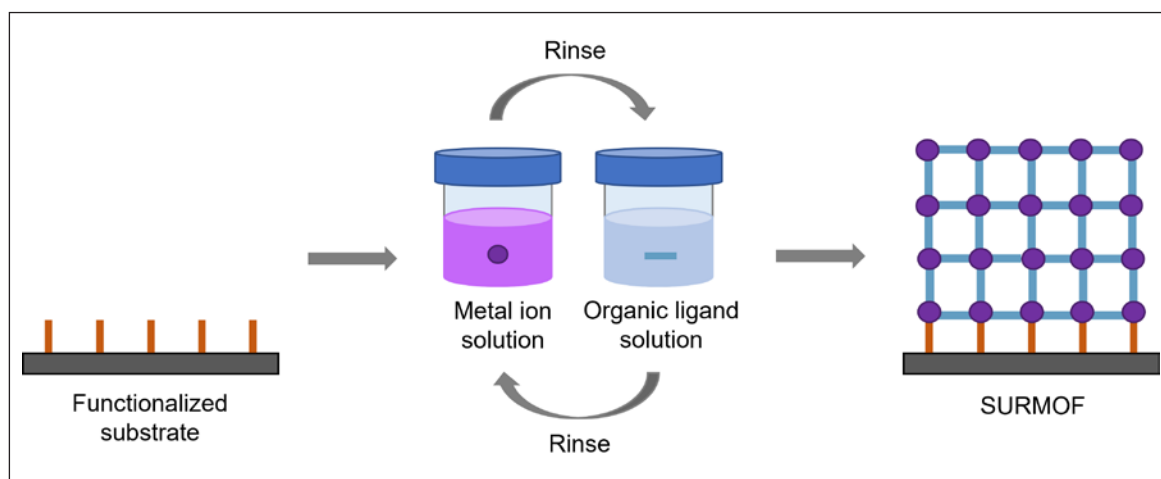 Rinse
Metal ion
solution
Organic ligand
solution
Rinse
Functionalized
substrate
SURMOF